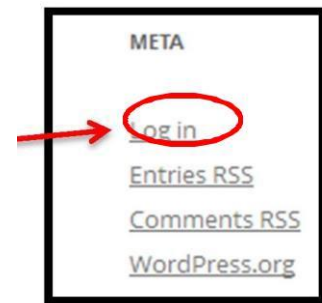 META
Log in
Entries RSS
Comments RSS
WordPress.org